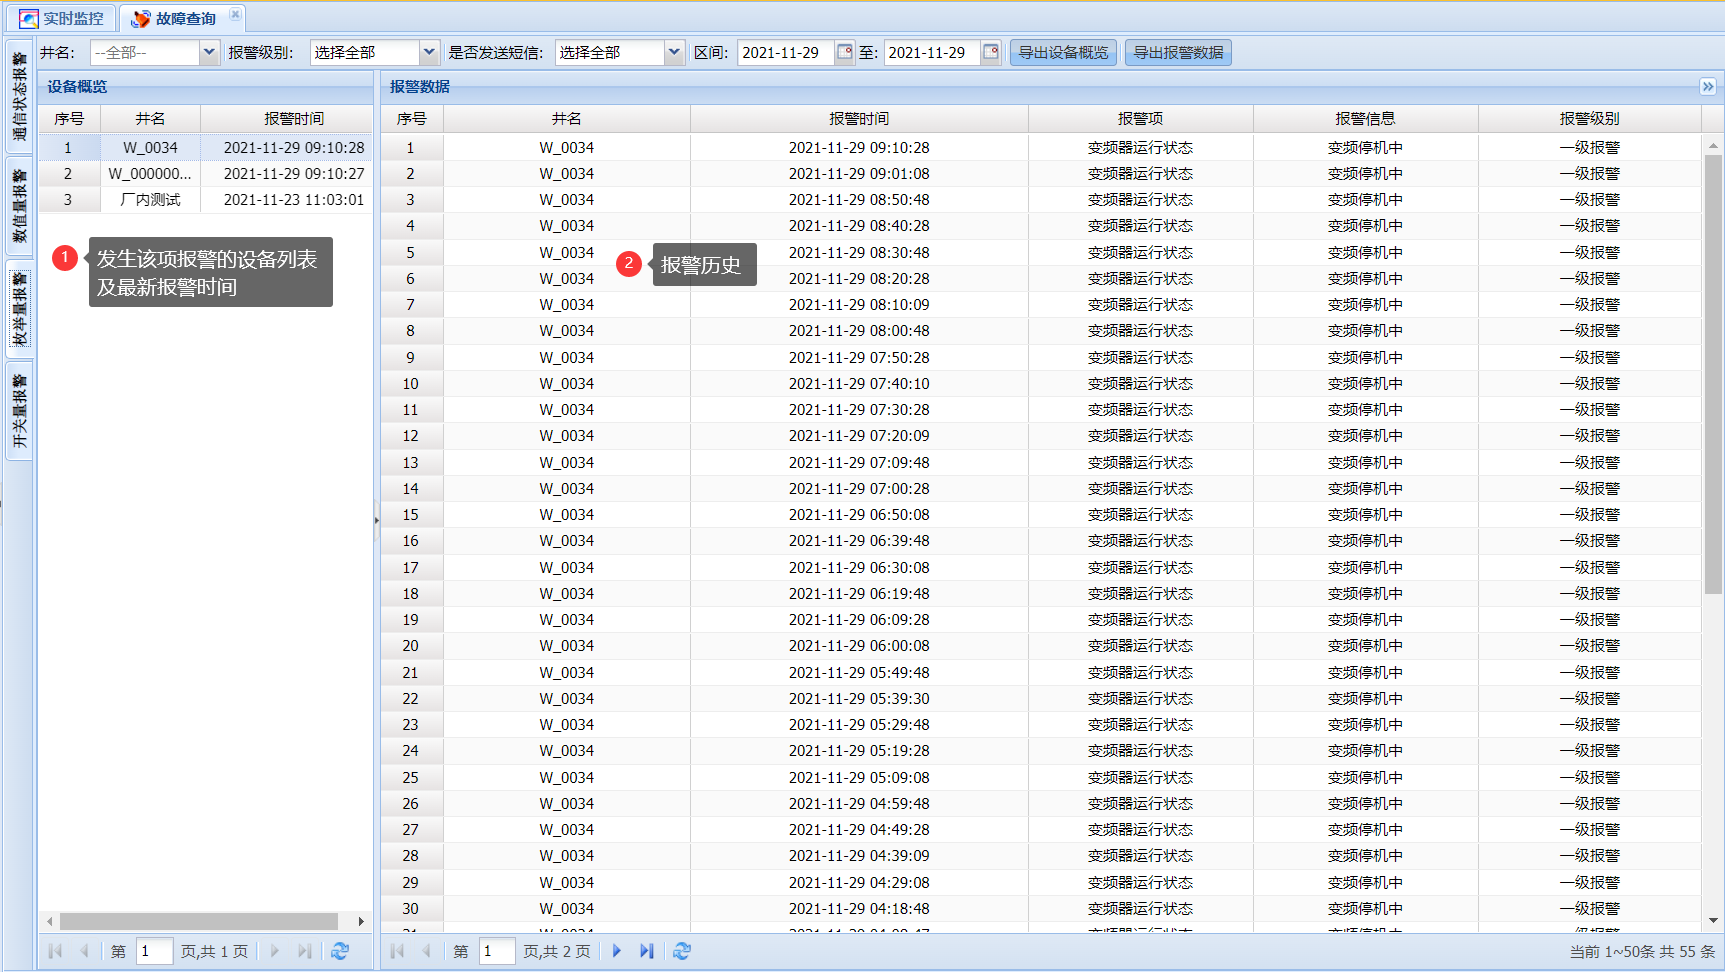 实时监控 故障查询
井名: --全部-- 报警级别: 选择全部 是否发送短信: 选择全部 区间: 2021-11-29 至: 2021-11-29 导出设备概览 导出报警数据
通信状态报警
数值量报警
枚举量报警
开关量报警
设备概览
序号 井名 报警时间
1 W_0034 2021-11-29 09:10:28
2 W_000000... 2021-11-29 09:10:27
3 厂内测试 2021-11-23 11:03:01
1 发生该项报警的设备列表
及最新报警时间
第 1 页,共 1 页
报警数据
序号 井名 报警时间 报警项 报警信息 报警级别
1 W_0034 2021-11-29 09:10:28 变频器运行状态 变频停机中 一级报警
2 W_0034 2021-11-29 09:01:08 变频器运行状态 变频停机中 一级报警
3 W_0034 2021-11-29 08:50:48 变频器运行状态 变频停机中 一级报警
4 W_0034 2021-11-29 08:40:28 变频器运行状态 变频停机中 一级报警
5 W_0034 2021-11-29 08:30:48 变频器运行状态 变频停机中 一级报警
2 报警历史
6 W_0034 2021-11-29 08:20:28 变频器运行状态 变频停机中 一级报警
7 W_0034 2021-11-29 08:10:09 变频器运行状态 变频停机中 一级报警
8 W_0034 2021-11-29 08:00:48 变频器运行状态 变频停机中 一级报警
9 W_0034 2021-11-29 07:50:28 变频器运行状态 变频停机中 一级报警
10 W_0034 2021-11-29 07:40:10 变频器运行状态 变频停机中 一级报警
11 W_0034 2021-11-29 07:30:28 变频器运行状态 变频停机中 一级报警
12 W_0034 2021-11-29 07:20:09 变频器运行状态 变频停机中 一级报警
13 W_0034 2021-11-29 07:09:48 变频器运行状态 变频停机中 一级报警
14 W_0034 2021-11-29 07:00:28 变频器运行状态 变频停机中 一级报警
15 W_0034 2021-11-29 06:50:08 变频器运行状态 变频停机中 一级报警
16 W_0034 2021-11-29 06:39:48 变频器运行状态 变频停机中 一级报警
17 W_0034 2021-11-29 06:30:08 变频器运行状态 变频停机中 一级报警
18 W_0034 2021-11-29 06:19:48 变频器运行状态 变频停机中 一级报警
19 W_0034 2021-11-29 06:09:28 变频器运行状态 变频停机中 一级报警
20 W_0034 2021-11-29 06:00:08 变频器运行状态 变频停机中 一级报警
21 W_0034 2021-11-29 05:49:48 变频器运行状态 变频停机中 一级报警
22 W_0034 2021-11-29 05:39:30 变频器运行状态 变频停机中 一级报警
23 W_0034 2021-11-29 05:29:48 变频器运行状态 变频停机中 一级报警
24 W_0034 2021-11-29 05:19:28 变频器运行状态 变频停机中 一级报警
25 W_0034 2021-11-29 05:09:08 变频器运行状态 变频停机中 一级报警
26 W_0034 2021-11-29 04:59:48 变频器运行状态 变频停机中 一级报警
27 W_0034 2021-11-29 04:49:28 变频器运行状态 变频停机中 一级报警
28 W_0034 2021-11-29 04:39:09 变频器运行状态 变频停机中 一级报警
29 W_0034 2021-11-29 04:29:08 变频器运行状态 变频停机中 一级报警
30 W_0034 2021-11-29 04:18:48 变频器运行状态 变频停机中 一级报警
第 1 页,共 2 页 当前 1~50条 共 55 条